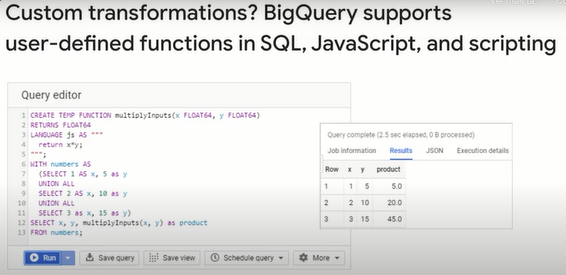 Custom transformations? BigQuery supports
user-defined functions in SQL, JavaScript, and scripting
Query editor
1 CREATE TEMP FUNCTION multiplyInputs(x FLOAT64, y FLOAT64)
2 RETURNS FLOAT64
3 LANGUAGE js AS """
4 return x*y;
5 """;
6 WITH numbers AS
7 (SELECT 1 AS x, 5 as y
8 UNION ALL
9 SELECT 2 AS x, 10 as y
10 UNION ALL
11 SELECT 3 as x, 15 as y)
12 SELECT x, y, multiplyInputs(x, y) as product
13 FROM numbers;
Run
Save query
Save view
Schedule query
More
Query complete (2.5 sec elapsed, 0 B processed)
Job information Results JSON Execution details
Row x y product
1 1 5 5.0
2 2 10 20.0
3 3 15 45.0